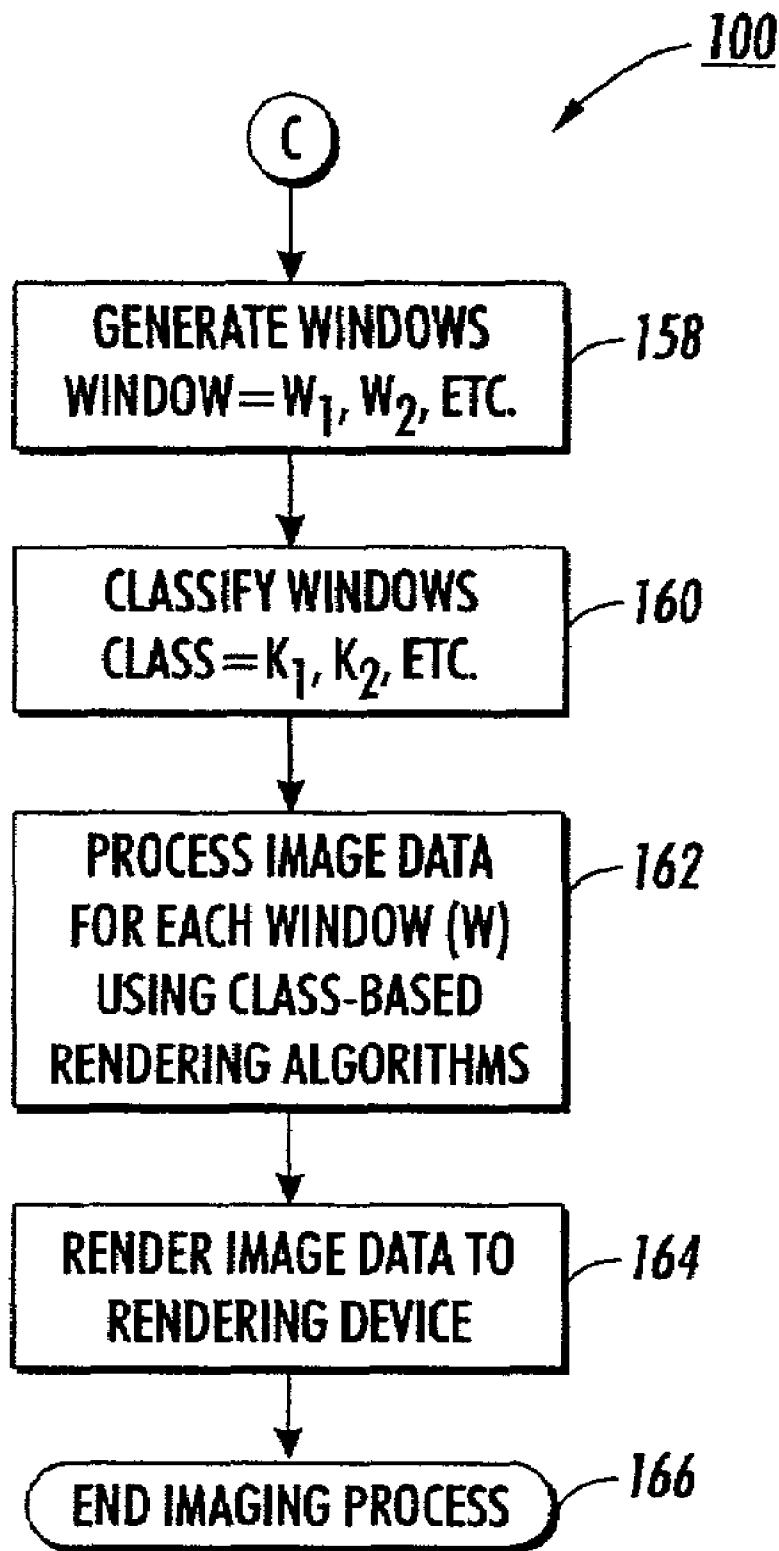 100
C
GENERATE WINDOWS
WINDOW=W₁, W₂, ETC.
158
CLASSIFY WINDOWS
CLASS=K₁, K₂, ETC.
160
PROCESS IMAGE DATA
FOR EACH WINDOW (W)
USING CLASS-BASED
RENDERING ALGORITHMS
162
RENDER IMAGE DATA TO
RENDERING DEVICE
164
END IMAGING PROCESS
166